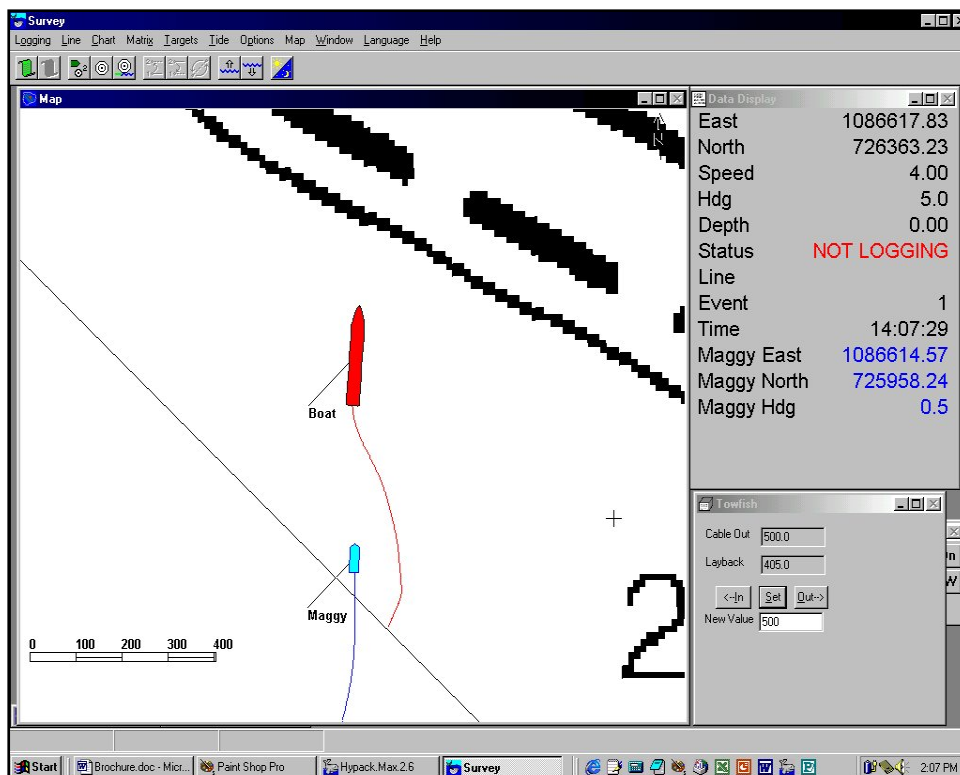 Survey
Logging Line Chart Matrix Targets Tide Options Map Window Language Help
Map
N
Boat
Maggy
0 100 200 300 400
2
Data Display
East 1086617.83
North 726363.23
Speed 4.00
Hdg 5.0
Depth 0.00
Status NOT LOGGING
Line
Event 1
Time 14:07:29
Maggy East 1086614.57
Maggy North 725958.24
Maggy Hdg 0.5
Towfish
Cable Out 500.0
Layback 405.0
<--In Set Out-->
New Value 500
Start Brochure.doc - Micr... Paint Shop Pro Hypack.Max.2.6 Survey 2:07 PM